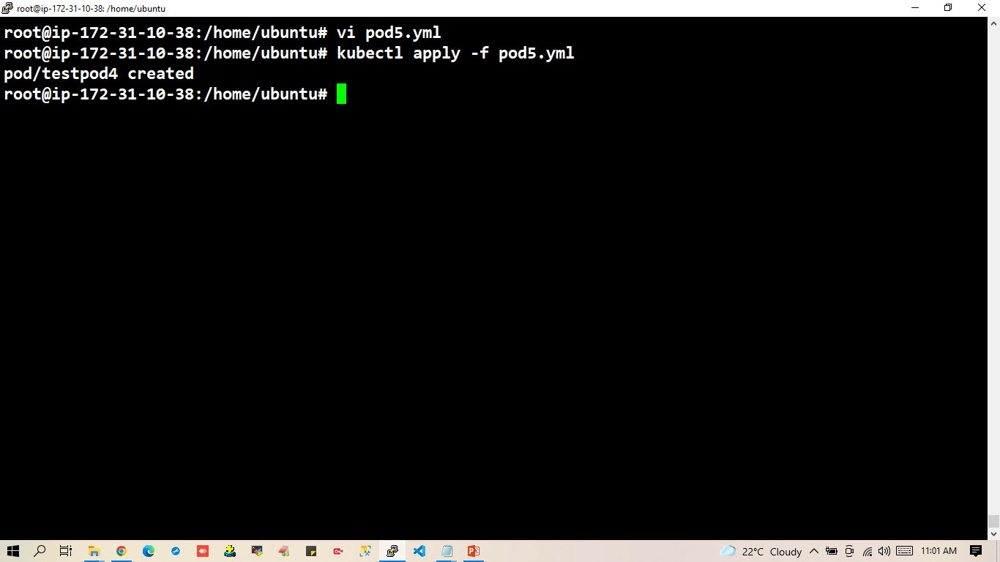 root@ip-172-31-10-38: /home/ubuntu
root@ip-172-31-10-38:/home/ubuntu# vi pod5.yml
root@ip-172-31-10-38:/home/ubuntu# kubectl apply -f pod5.yml
pod/testpod4 created
root@ip-172-31-10-38:/home/ubuntu#
22°C Cloudy 11:01 AM